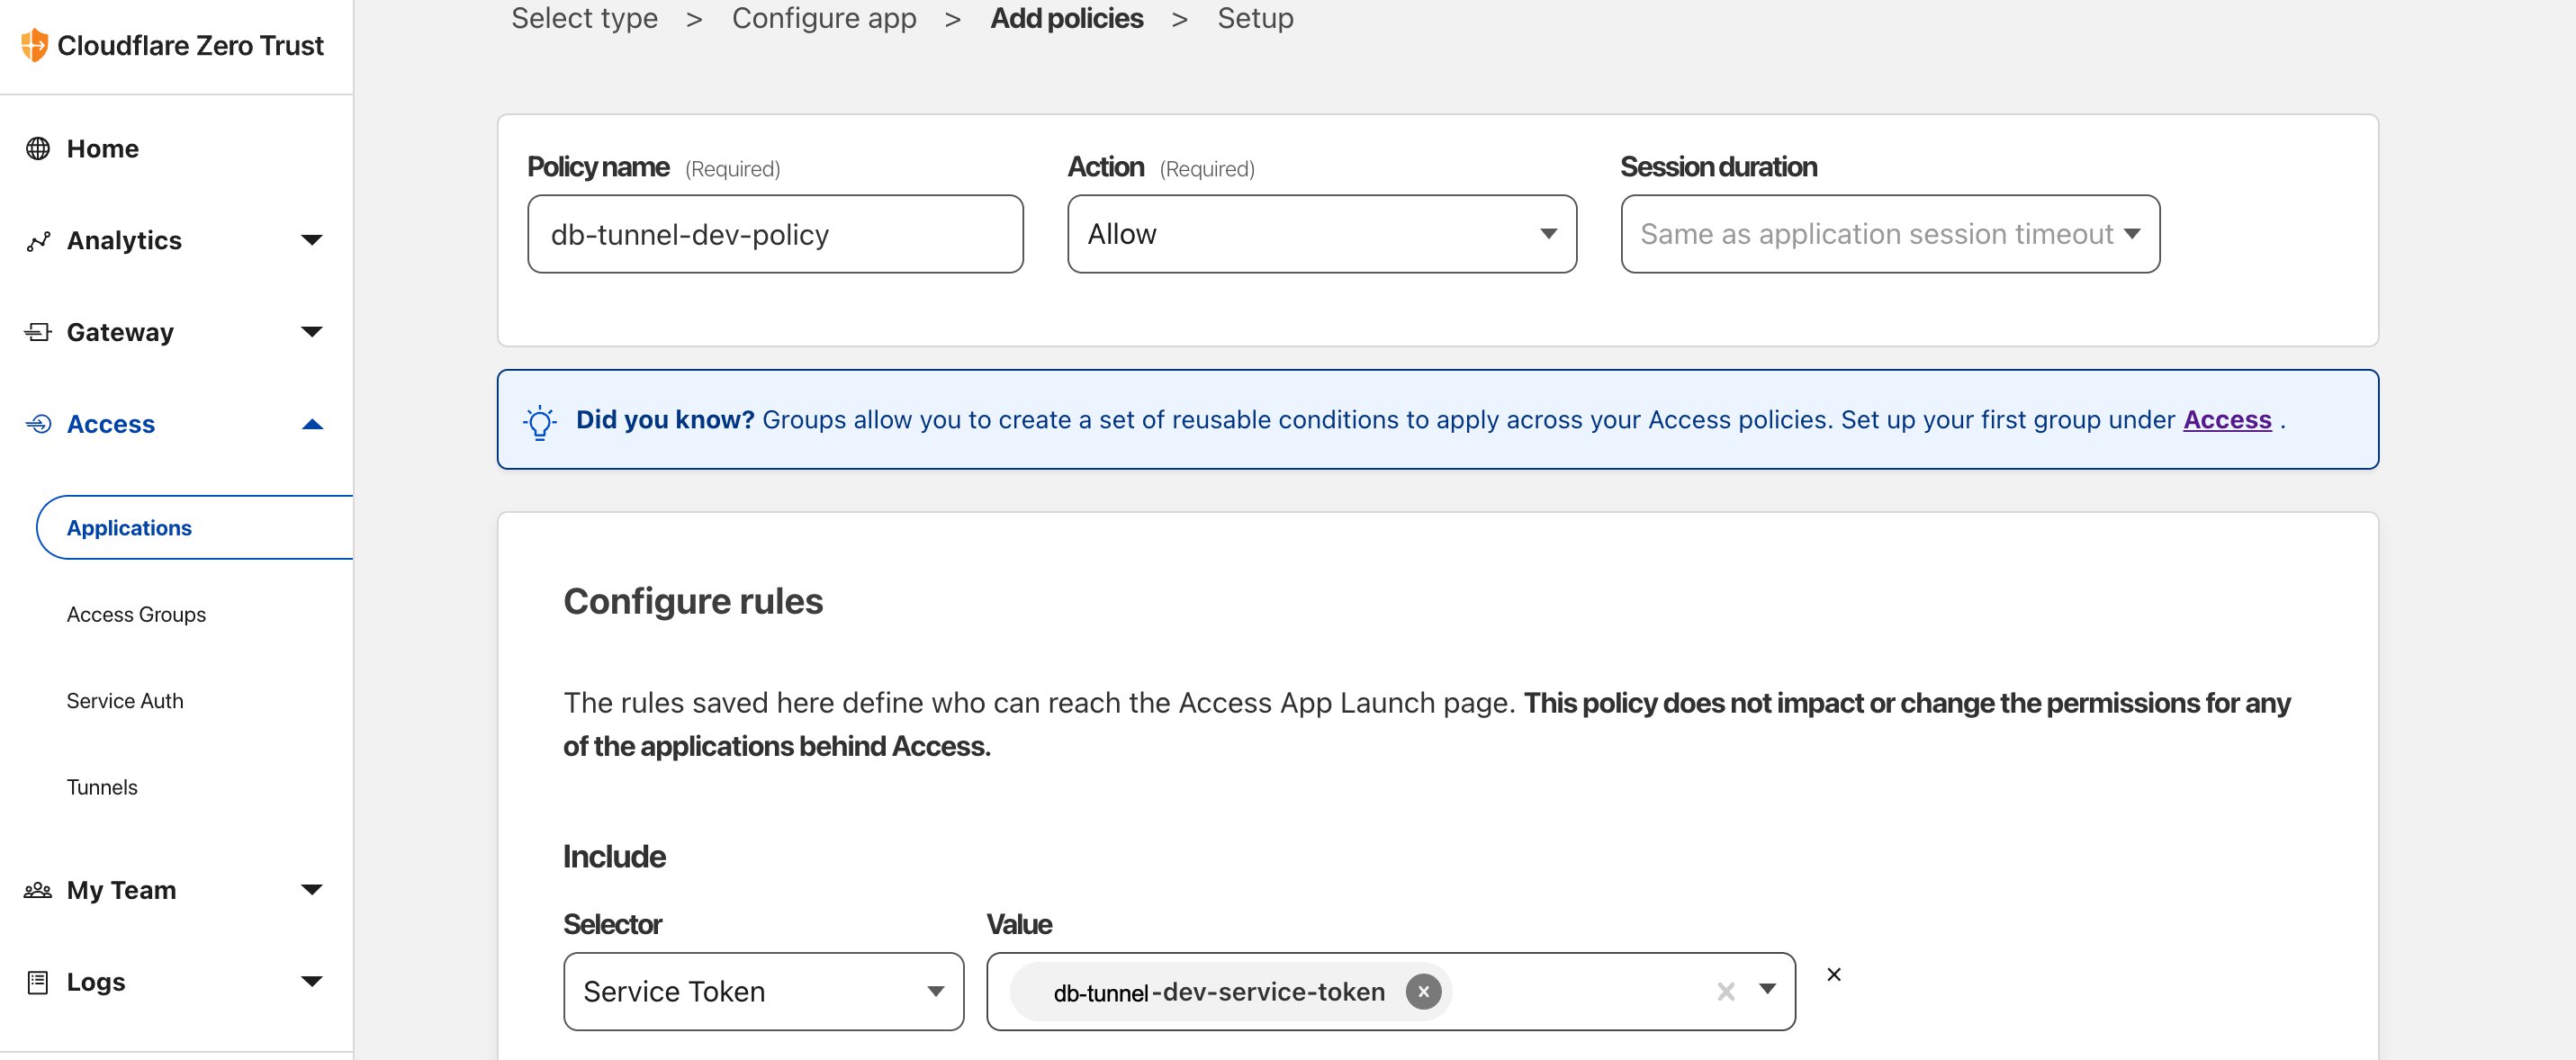 Cloudflare Zero Trust
Home
Analytics
Gateway
Access
Applications
Access Groups
Service Auth
Tunnels
My Team
Logs
Select type > Configure app > Add policies > Setup
Policy name (Required) Action (Required) Session duration
db-tunnel-dev-policy Allow Same as application session timeout
Did you know? Groups allow you to create a set of reusable conditions to apply across your Access policies. Set up your first group under Access .
Configure rules
The rules saved here define who can reach the Access App Launch page. This policy does not impact or change the permissions for any
of the applications behind Access.
Include
Selector Value
Service Token db-tunnel-dev-service-token